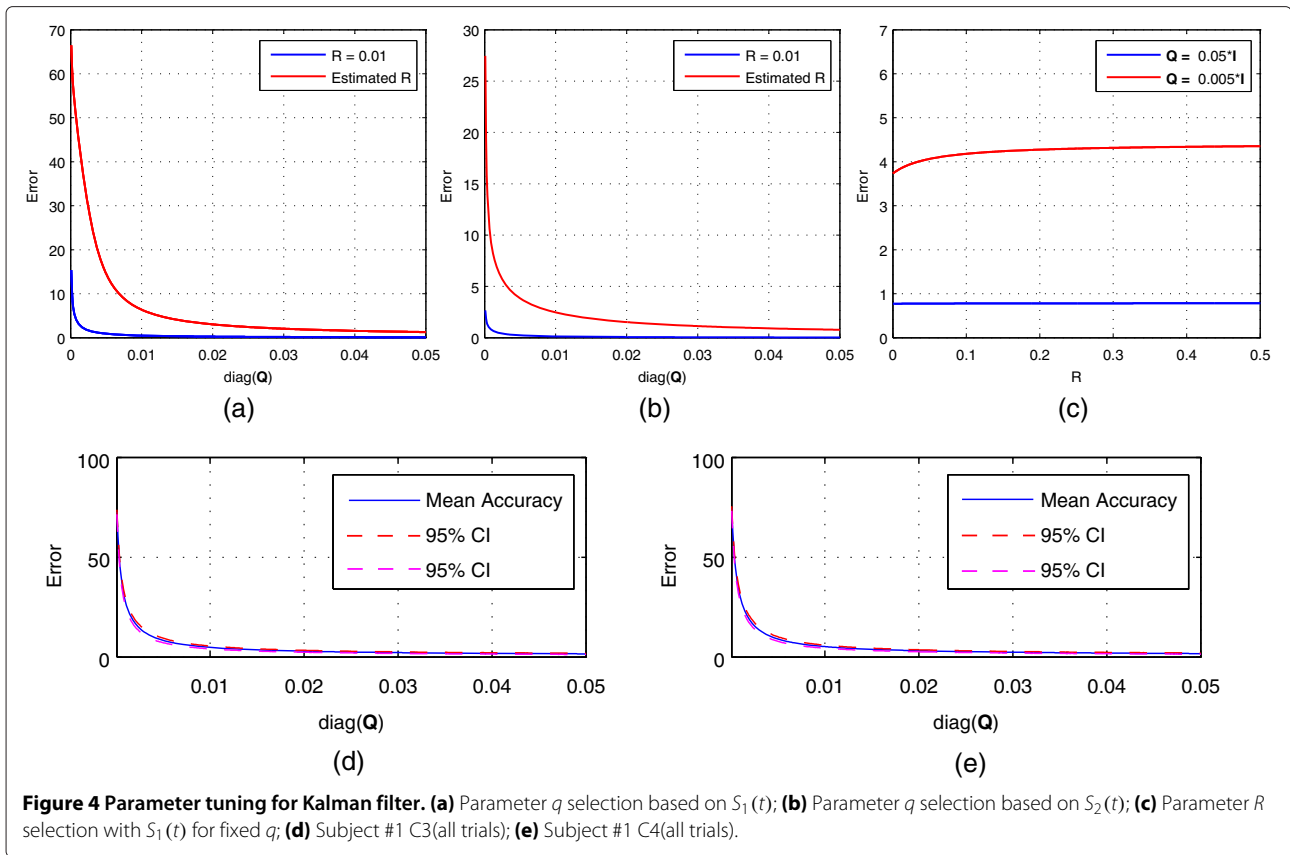 70
60
50
40
30
20
10
0
Error
R = 0.01
Estimated R
0 0.01 0.02 0.03 0.04 0.05
diag(Q)
(a)
30
25
20
15
10
5
0
Error
R = 0.01
Estimated R
0 0.01 0.02 0.03 0.04 0.05
diag(Q)
(b)
7
6
5
4
3
2
1
0
Error
Q = 0.05*I
Q = 0.005*I
0 0.1 0.2 0.3 0.4 0.5
R
(c)
100
50
0
Error
Mean Accuracy
95% CI
95% CI
0.01 0.02 0.03 0.04 0.05
diag(Q)
(d)
100
50
0
Error
Mean Accuracy
95% CI
95% CI
0.01 0.02 0.03 0.04 0.05
diag(Q)
(e)
Figure 4 Parameter tuning for Kalman filter. (a) Parameter q selection based on S₁(t); (b) Parameter q selection based on S₂(t); (c) Parameter R
selection with S₁(t) for fixed q; (d) Subject #1 C3(all trials); (e) Subject #1 C4(all trials).